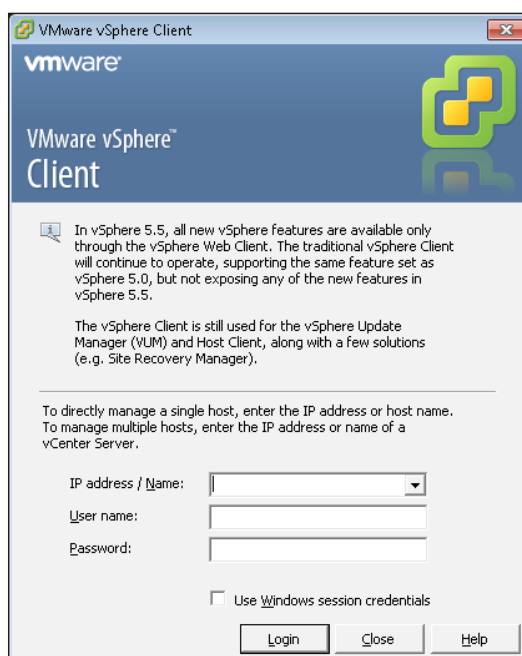 VMware vSphere Client
vmware
VMware vSphere™
Client
In vSphere 5.5, all new vSphere features are available only
through the vSphere Web Client. The traditional vSphere Client
will continue to operate, supporting the same feature set as
vSphere 5.0, but not exposing any of the new features in
vSphere 5.5.
The vSphere Client is still used for the vSphere Update
Manager (VUM) and Host Client, along with a few solutions
(e.g. Site Recovery Manager).
To directly manage a single host, enter the IP address or host name.
To manage multiple hosts, enter the IP address or name of a
vCenter Server.
IP address / Name:
User name:
Password:
Use Windows session credentials
Login Close Help